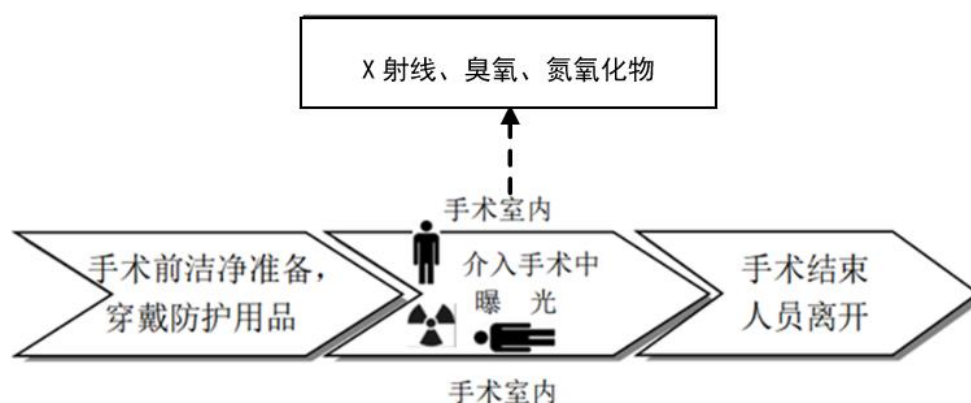 X 射线、臭氧、氮氧化物
手术室内
手术前洁净准备，
穿戴防护用品
介入手术中
曝 光
手术结束
人员离开
手术室内